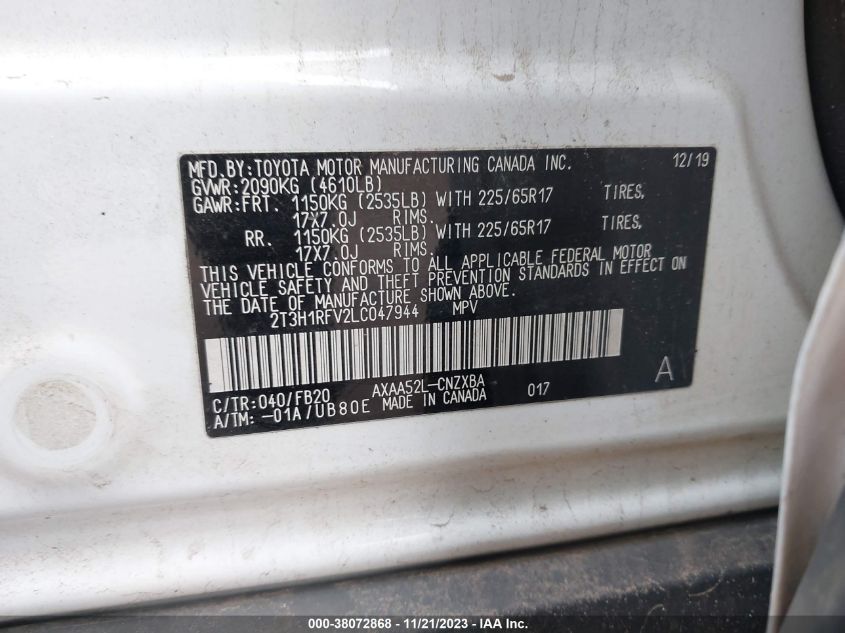 MFD. BY: TOYOTA MOTOR MANUFACTURING CANADA INC. 12/19
GVWR: 2090KG (4610LB)
GAWR: FRT. 1150KG (2535LB) WITH 225/65R17 TIRES,
17X7.0J RIMS.
RR. 1150KG (2535LB) WITH 225/65R17 TIRES,
17X7.0J RIMS.
THIS VEHICLE CONFORMS TO ALL APPLICABLE FEDERAL MOTOR
VEHICLE SAFETY AND THEFT PREVENTION STANDARDS IN EFFECT ON
THE DATE OF MANUFACTURE SHOWN ABOVE.
2T3H1RFV2LC047944 MPV
C/TR: 040/FB20 AXAA52L-CNZXBA 017 A
A/TM: -01A/UB80E MADE IN CANADA
000-38072868 - 11/21/2023 - IAA Inc.